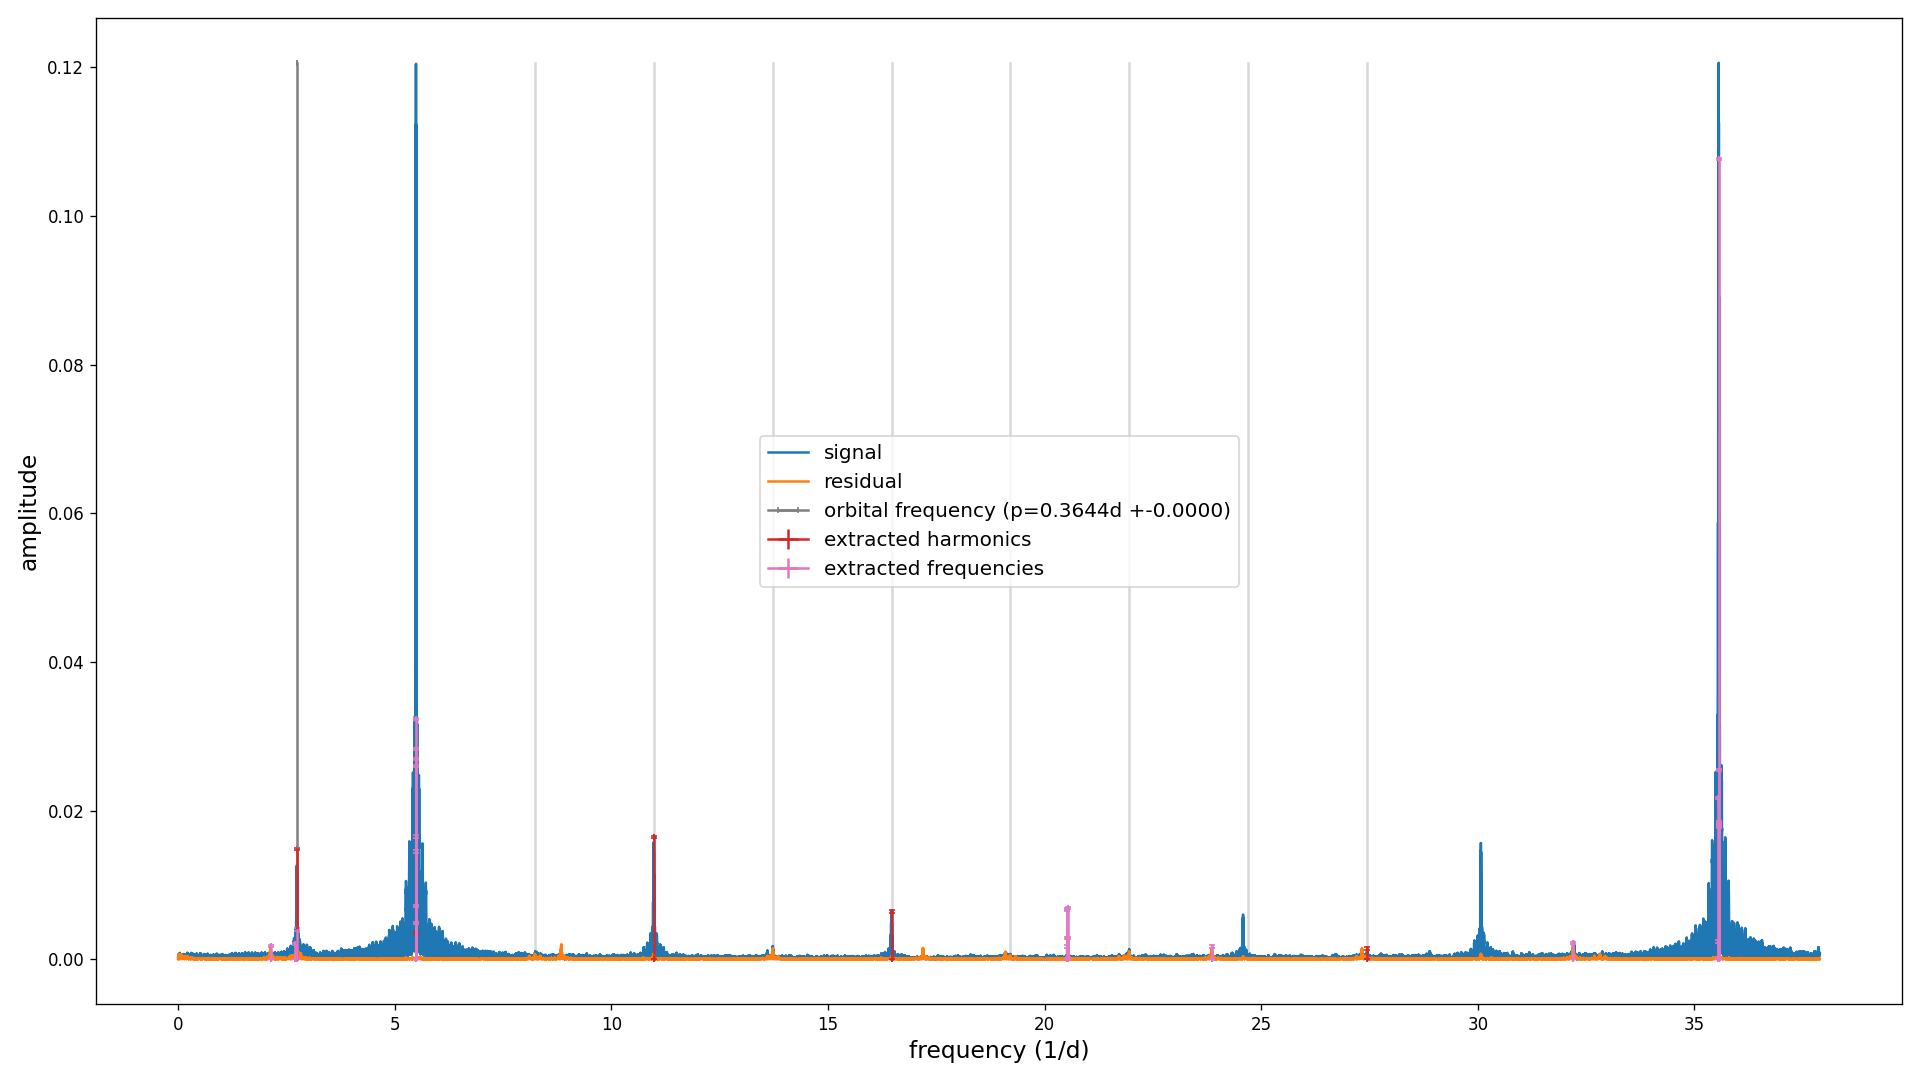 0.12
0.10
0.08
0.06
0.04
0.02
0.00
amplitude
signal
residual
orbital frequency (p=0.3644d +-0.0000)
extracted harmonics
extracted frequencies
0 5 10 15 20 25 30 35
frequency (1/d)